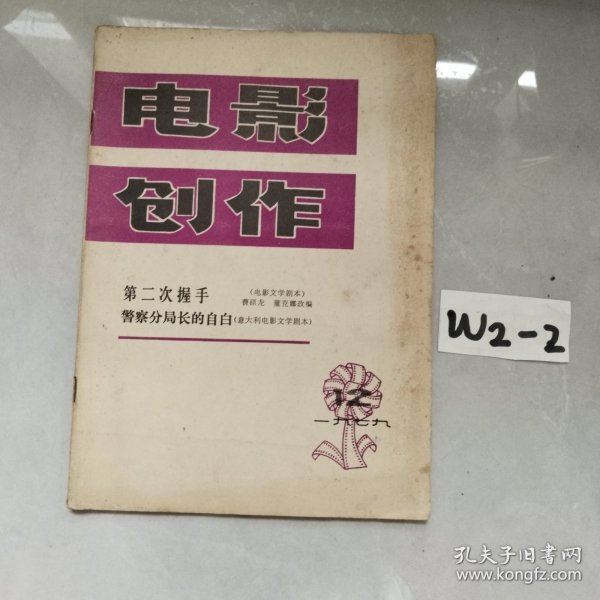 电影
创作
第二次握手
（电影文学剧本）
曹硕龙 董克娜改编
警察分局长的自白（意大利电影文学剧本）
12
一九七九
W2-2
孔夫子旧书网
www.kongfz.com